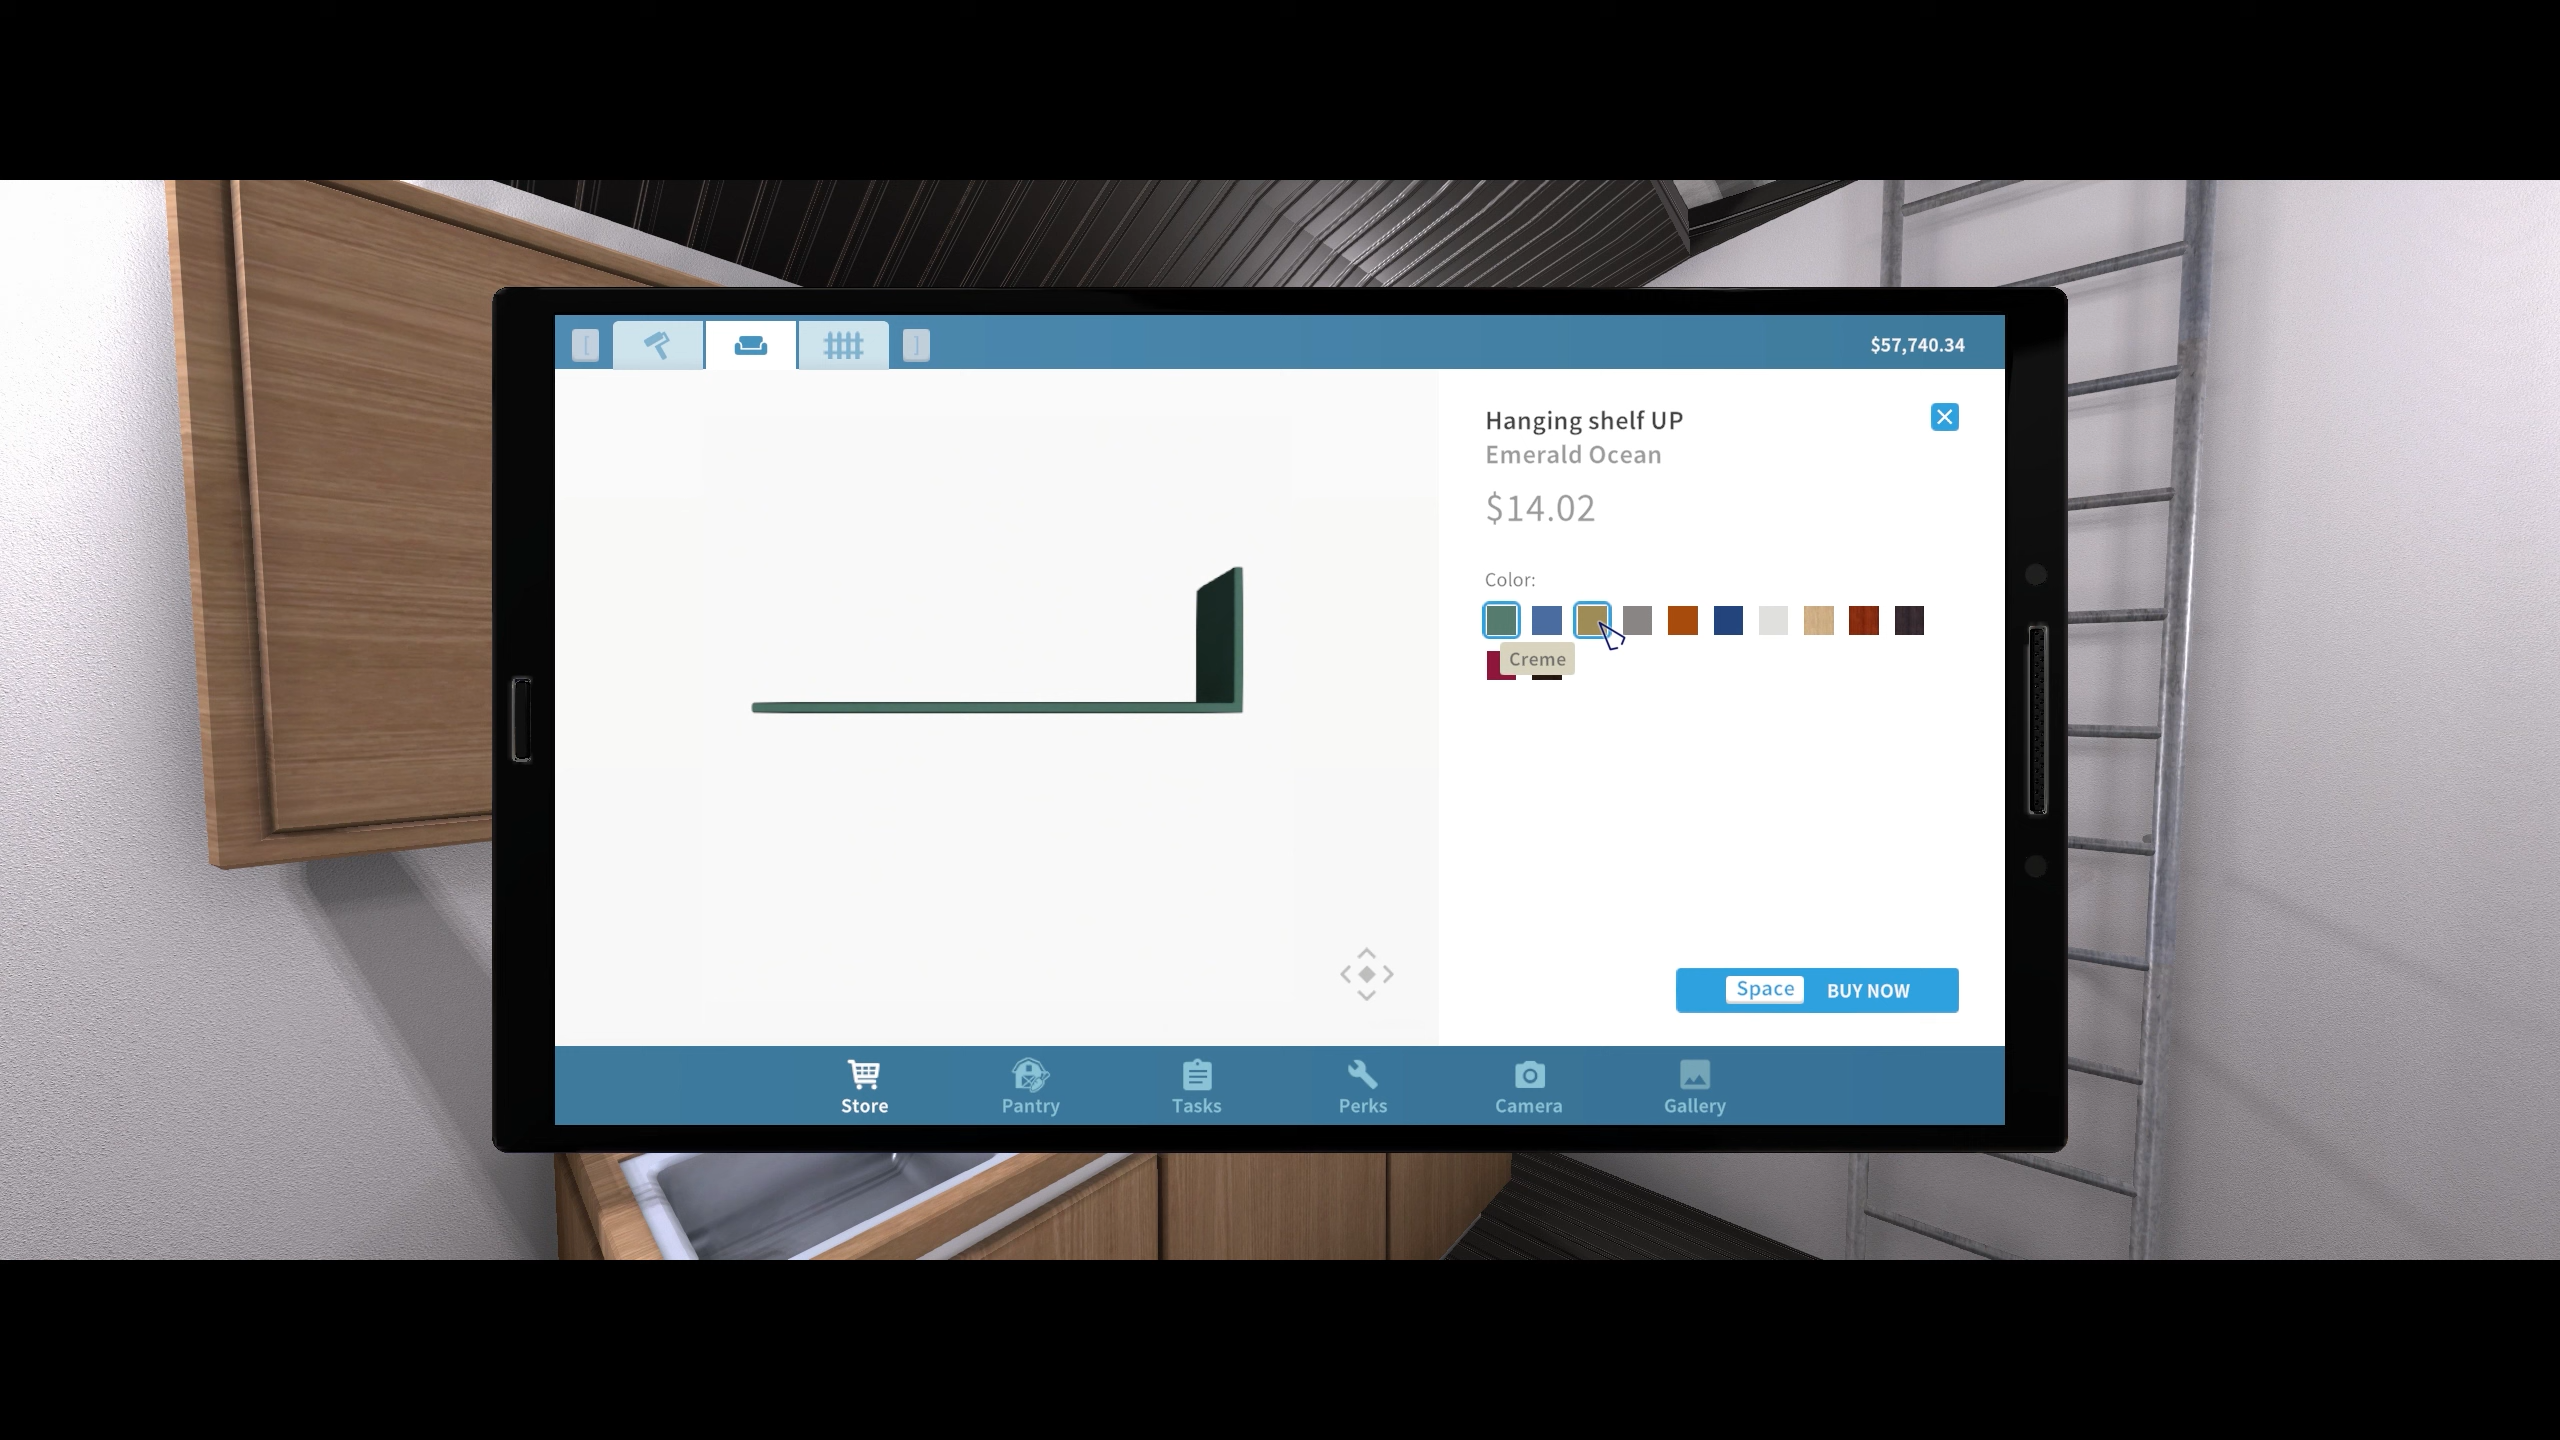 [
]
$57,740.34
Hanging shelf UP
Emerald Ocean
$14.02
Color:
Creme
Space BUY NOW
Store Pantry Tasks Perks Camera Gallery